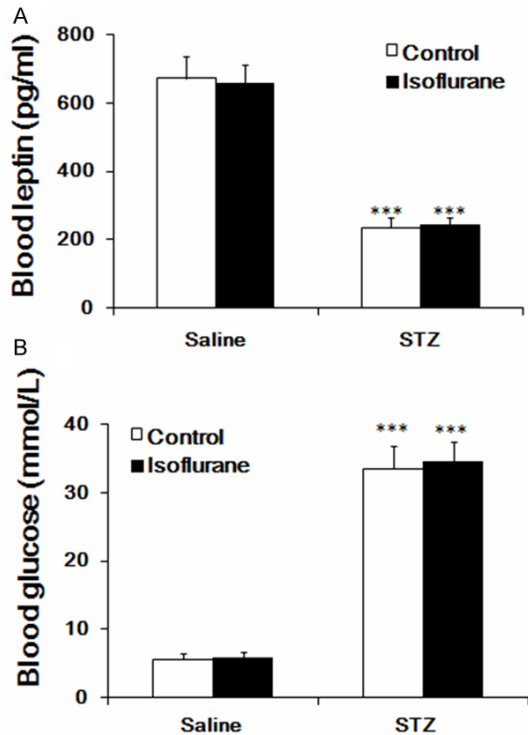 A
Blood leptin (pg/ml)
800
600
400
200
0
Control
Isoflurane
***
***
Saline
STZ
B
Blood glucose (mmol/L)
40
30
20
10
0
Control
Isoflurane
***
***
Saline
STZ